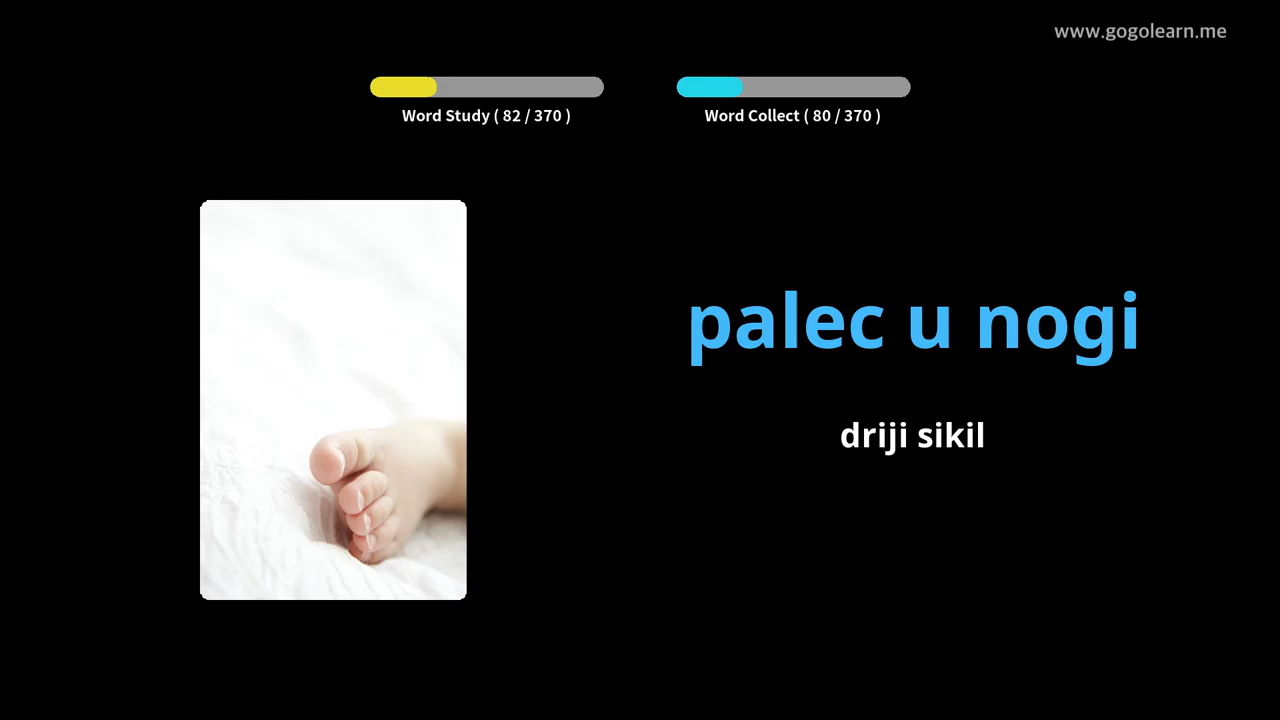 www.gogolearn.me
Word Study ( 82 / 370 )
Word Collect ( 80 / 370 )
palec u nogi
driji sikil